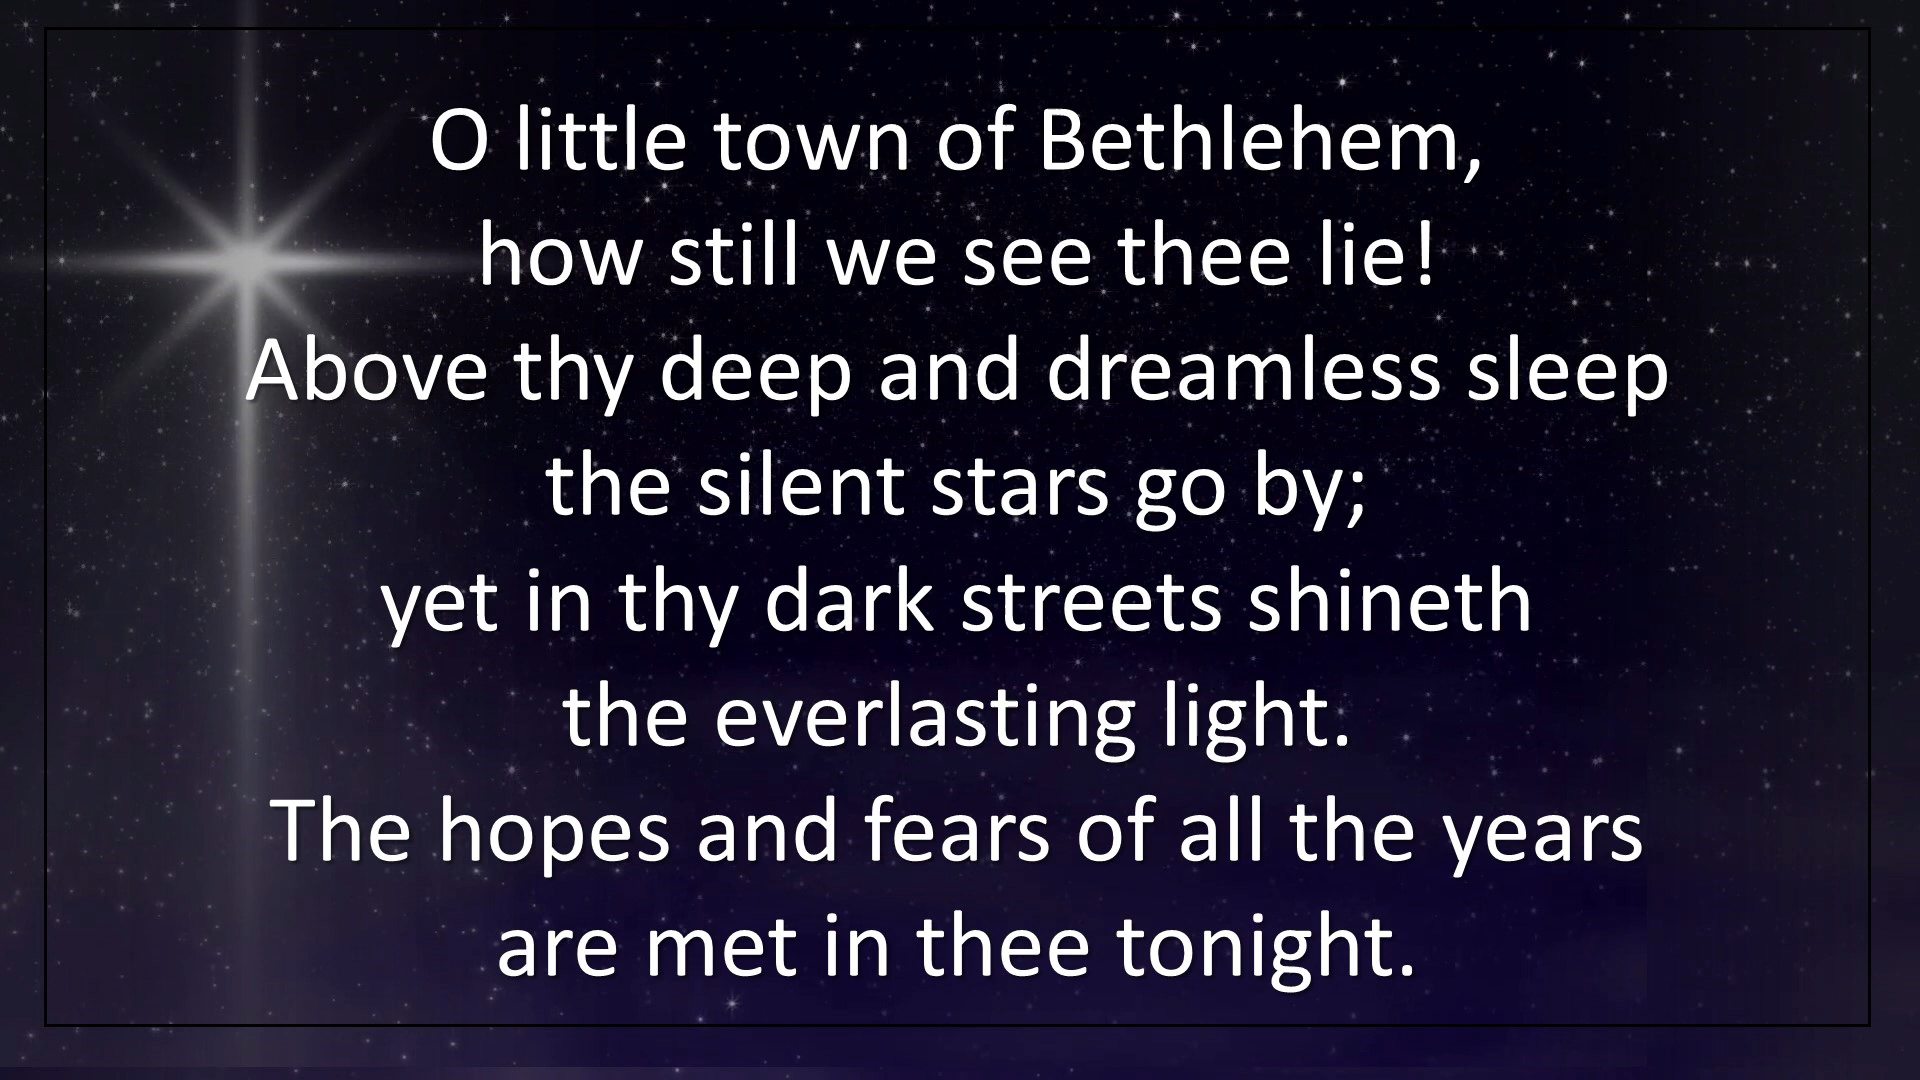 O little town of Bethlehem,
how still we see thee lie!
Above thy deep and dreamless sleep
the silent stars go by;
yet in thy dark streets shineth
the everlasting light.
The hopes and fears of all the years
are met in thee tonight.